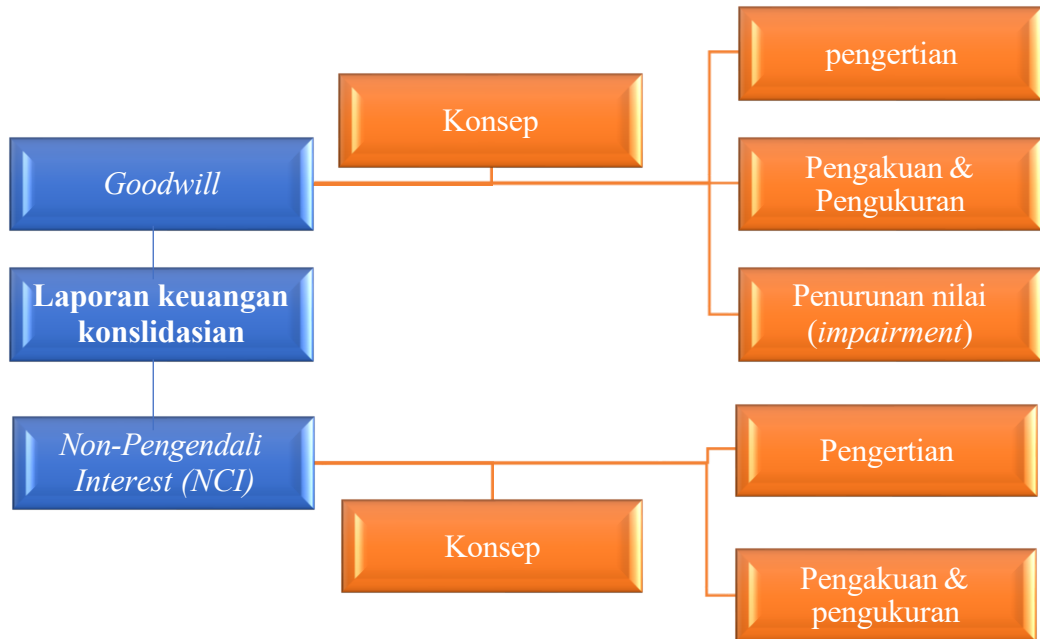 Goodwill
Konsep
pengertian
Pengakuan &
Pengukuran
Penurunan nilai
(impairment)
Laporan keuangan
konslidasian
Non-Pengendali
Interest (NCI)
Konsep
Pengertian
Pengakuan &
pengukuran